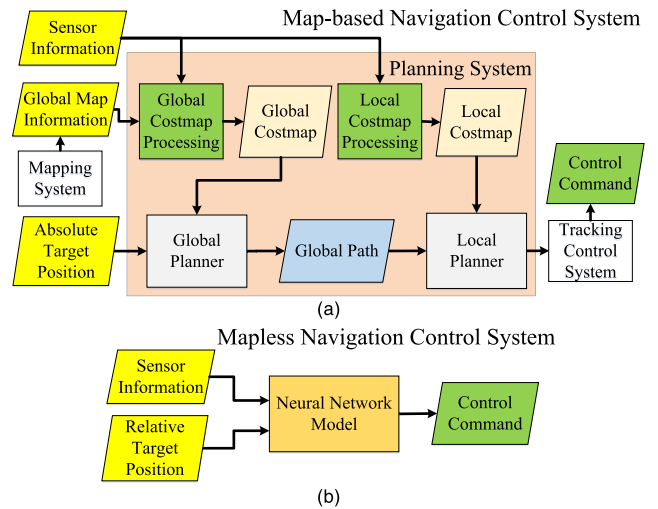 Map-based Navigation Control System
Sensor
Information
Planning System
Global Map
Information
Global
Costmap
Processing
Global
Costmap
Local
Costmap
Processing
Local
Costmap
Mapping
System
Control
Command
Absolute
Target
Position
Global
Planner
Global Path
Local
Planner
Tracking
Control
System
(a)
Mapless Navigation Control System
Sensor
Information
Neural Network
Model
Control
Command
Relative
Target
Position
(b)